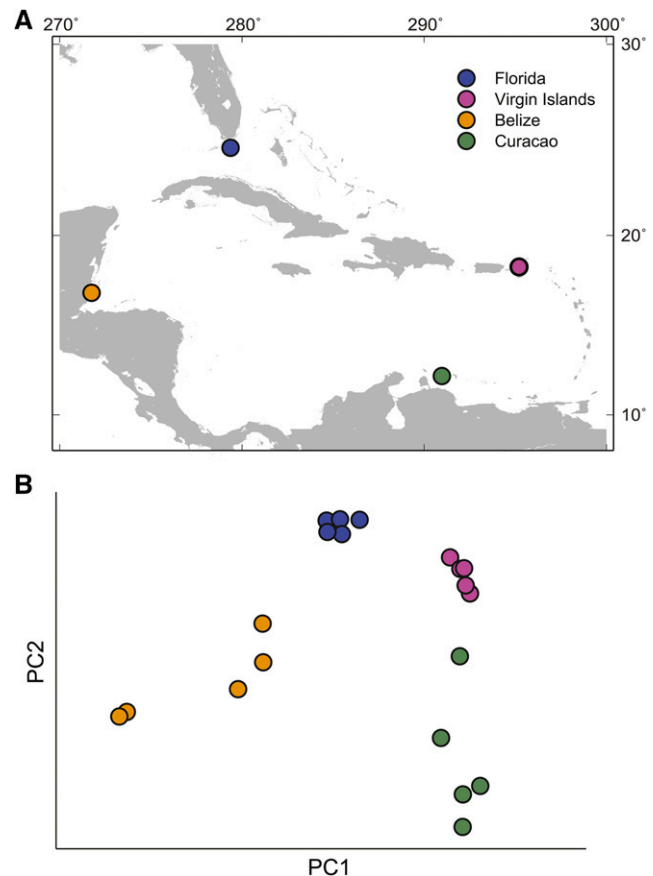 A
270 280 290 300
30°
Florida
Virgin Islands
Belize
Curacao
20°
10°
B
PC2
PC1